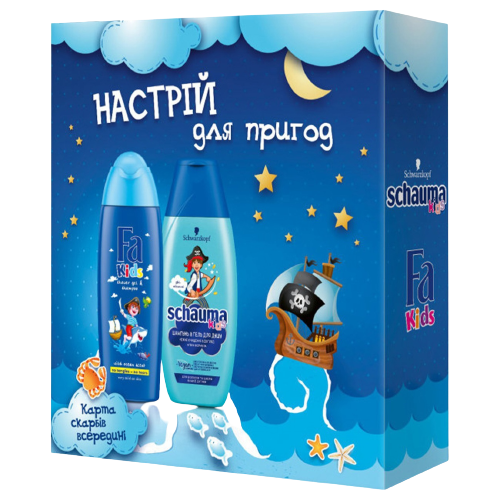 НАСТРІЙ
для пригод
Fa
Kids
shower gel &
shampoo
Schwarzkopf
schauma
Kids
ШАМПУНЬ & ГЕЛЬ ДЛЯ ДУШУ
Vegan
Карта
скарбів
всередині
Schwarzkopf
schauma
Kids
Fa
Kids